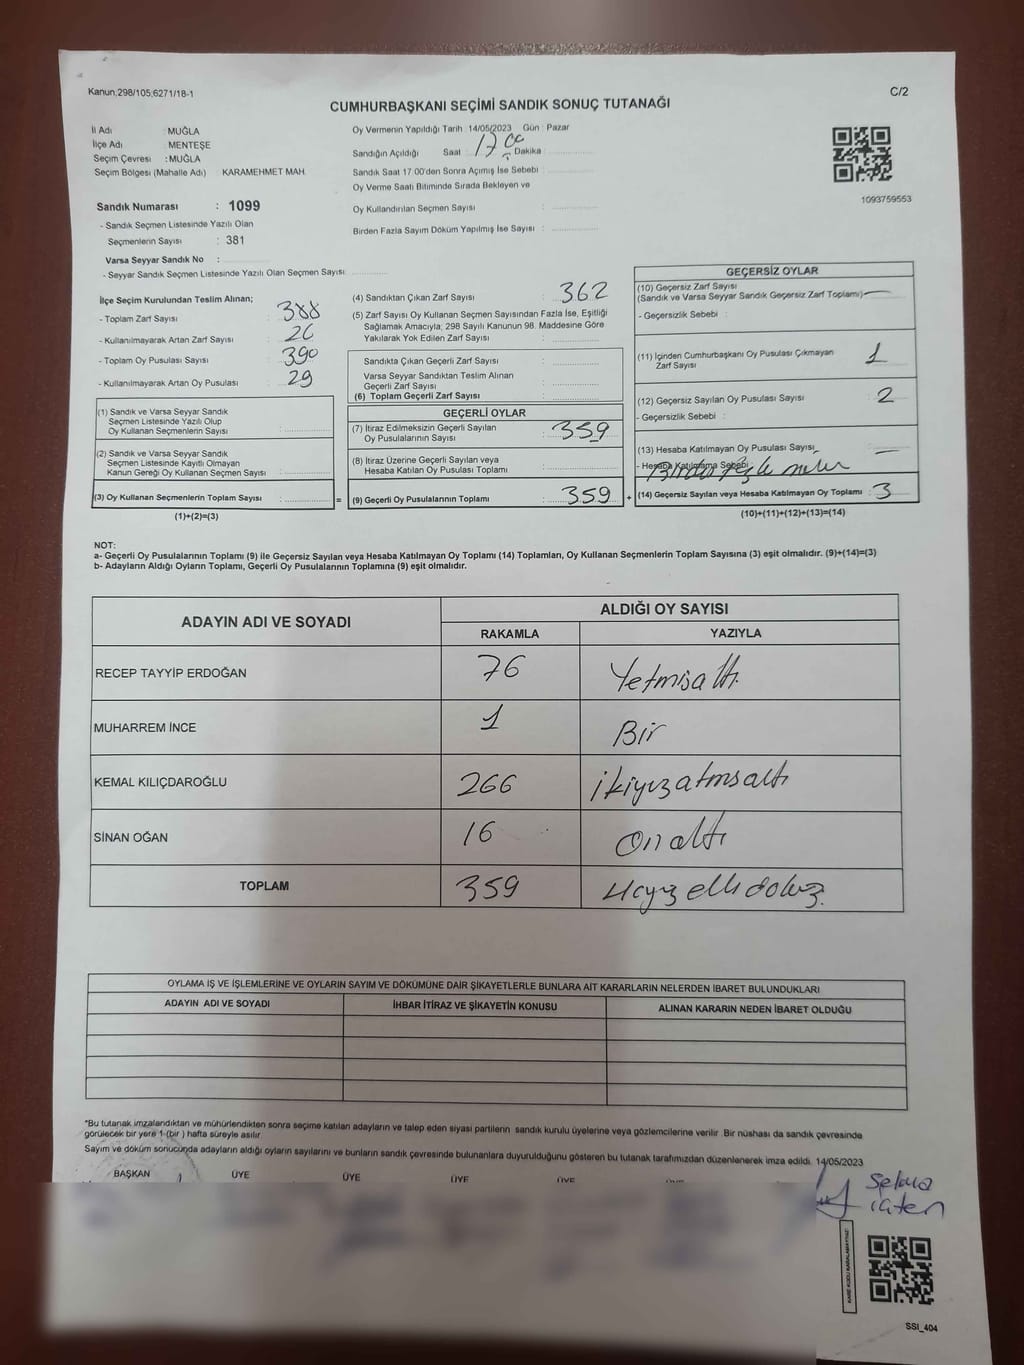 Kanun;298/105;6271/18-1
C/2
CUMHURBAŞKANI SEÇİMİ SANDIK SONUÇ TUTANAĞI
İl Adı : MUĞLA
İlçe Adı : MENTEŞE
Seçim Çevresi : MUĞLA
Seçim Bölgesi (Mahalle Adı) KARAMEHMET MAH.
Sandık Numarası : 1099
- Sandık Seçmen Listesinde Yazılı Olan
Seçmenlerin Sayısı : 381
Varsa Seyyar Sandık No :
- Seyyar Sandık Seçmen Listesinde Yazılı Olan Seçmen Sayısı:
Oy Vermenin Yapıldığı Tarih 14/05/2023 Gün : Pazar
Sandığın Açıldığı Saat : 17 00 Dakika
Sandık Saat 17:00'den Sonra Açımış İse Sebebi :
Oy Verme Saati Bitiminde Sırada Bekleyen ve
Oy Kullandırılan Seçmen Sayısı :
Birden Fazla Sayım Döküm Yapılmış İse Sayısı :
1093759553
İlçe Seçim Kurulundan Teslim Alınan;
- Toplam Zarf Sayısı : 388
- Kullanılmayarak Artan Zarf Sayısı : 26
- Toplom Oy Pusulası Sayısı : 390
- Kullanılmayarak Artan Oy Pusulası : 29
(1) Sandık ve Varsa Seyyar Sandık
Seçmen Listesinde Yazılı Olup
Oy Kullanan Seçmenlerin Sayısı :
(2) Sandık ve Varsa Seyyar Sandık
Seçmen Listesinde Kayıtlı Olmayan
Kanun Gereği Oy Kullanan Seçmen Sayısı :
(3) Oy Kullanan Seçmenlerin Toplam Sayısı : =
(1)+(2)=(3)
(4) Sandıktan Çıkan Zarf Sayısı : 362
(5) Zarf Sayısı Oy Kullanan Seçmen Sayısından Fazla İse, Eşitliği
Sağlamak Amacıyla; 298 Sayılı Kanunun 98. Maddesine Göre
Yakılarak Yok Edilen Zarf Sayısı :
Sandıkta Çıkan Geçerli Zarf Sayısı :
Varsa Seyyar Sandıktan Teslim Alınan
Geçerli Zarf Sayısı :
(6) Toplam Geçerli Zarf Sayısı :
GEÇERLİ OYLAR
(7) İtiraz Edilmeksizin Geçerli Sayılan
Oy Pusulalarının Sayısı : 359
(8) İtiraz Üzerine Geçerli Sayılan veya
Hesaba Katılan Oy Pusulası Toplamı :
(9) Geçerli Oy Pusulalarının Toplamı : 359 +
GEÇERSİZ OYLAR
(10) Geçersiz Zarf Sayısı
(Sandık ve Varsa Seyyar Sandık Geçersiz Zarf Toplamı) —
- Geçersizlik Sebebi :
(11) İçinden Cumhurbaşkanı Oy Pusulası Çıkmayan
Zarf Sayısı 1
(12) Geçersiz Sayılan Oy Pusulası Sayısı : 2
- Geçersizlik Sebebi :
(13) Hesaba Katılmayan Oy Pusulası Sayısı —
- Hesaba Katılmama Sebebi
(14) Geçersiz Sayılan veya Hesaba Katılmayan Oy Toplamı : 3
(10)+(11)+(12)+(13)=(14)
NOT:
a- Geçerli Oy Pusulalarının Toplamı (9) ile Geçersiz Sayılan veya Hesaba Katılmayan Oy Toplamı (14) Toplamları, Oy Kullanan Seçmenlerin Toplam Sayısına (3) eşit olmalıdır. (9)+(14)=(3)
b- Adayların Aldığı Oyların Toplamı, Geçerli Oy Pusulalarının Toplamına (9) eşit olmalıdır.
ADAYIN ADI VE SOYADI
ALDIĞI OY SAYISI
RAKAMLA YAZIYLA
RECEP TAYYİP ERDOĞAN 76 Yetmişaltı
MUHARREM İNCE 1 Bir
KEMAL KILIÇDAROĞLU 266 ikiyüzatmışaltı
SİNAN OĞAN 16 Onaltı
TOPLAM 359 Üçyüz ellidokuz
OYLAMA İŞ VE İŞLEMLERİNE VE OYLARIN SAYIM VE DÖKÜMÜNE DAİR ŞİKAYETLERLE BUNLARA AİT KARARLARIN NELERDEN İBARET BULUNDUKLARI
ADAYIN ADI VE SOYADI İHBAR İTİRAZ VE ŞİKAYETİN KONUSU ALINAN KARARIN NEDEN İBARET OLDUĞU
*Bu tutanak imzalandıktan ve mühürlendikten sonra seçime katılan adayların ve talep eden siyasi partilerin sandık kurulu üyelerine veya gözlemcilerine verilir. Bir nüshası da sandık çevresinde
görülecek bir yere 1 (bir ) hafta süreyle asılır.
Sayım ve döküm sonucunda adayların aldığı oyların sayılarını ve bunların sandık çevresinde bulunanlara duyurulduğunu gösteren bu tutanak tarafımızdan düzenlenerek imza edildi. 14/05/2023
BAŞKAN ÜYE ÜYE ÜYE ÜYE
KARE KODU KARALAMAYINIZ!
SSI_404